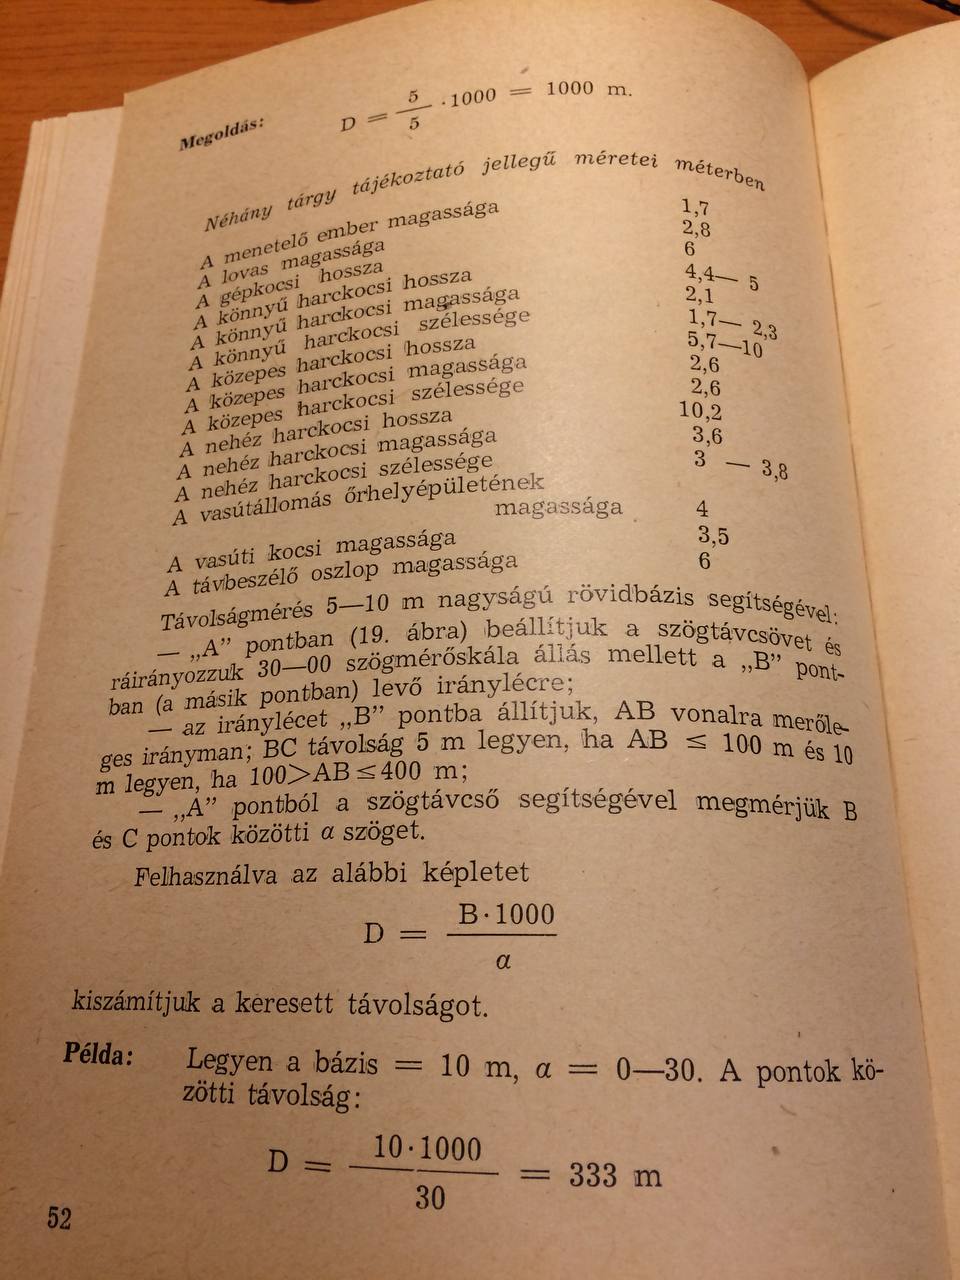 Megoldás: D = 5/5 · 1000 = 1000 m.
Néhány tárgy tájékoztató jellegű méretei méterben
A menetelő ember magassága 1,7
A lovas magassága 2,8
A gépkocsi hossza 6
A könnyű harckocsi hossza 4,4— 5
A könnyű harckocsi magassága 2,1
A könnyű harckocsi szélessége 1,7— 2,3
A közepes harckocsi hossza 5,7—10
A közepes harckocsi magassága 2,6
A közepes harckocsi szélessége 2,6
A nehéz harckocsi hossza 10,2
A nehéz harckocsi magassága 3,6
A nehéz harckocsi szélessége 3 — 3,8
A vasútállomás őrhelyépületének
magassága 4
A vasúti kocsi magassága 3,5
A távbeszélő oszlop magassága 6
Távolságmérés 5—10 m nagyságú rövidbázis segítségével:
— „A” pontban (19. ábra) beállítjuk a szögtávcsövet és
ráirányozzuk 30—00 szögmérőskála állás mellett a „B” pont-
ban (a másik pontban) levő iránylécre;
— az iránylécet „B” pontba állítjuk, AB vonalra merőle-
ges irányman; BC távolság 5 m legyen, ha AB ≤ 100 m és 10
m legyen, ha 100>AB≤400 m;
— „A” pontból a szögtávcső segítségével megmérjük B
és C pontok közötti α szöget.
Felhasználva az alábbi képletet
D = B·1000/α
kiszámítjuk a keresett távolságot.
Példa: Legyen a bázis = 10 m, α = 0—30. A pontok kö-
zötti távolság:
D = 10·1000/30 = 333 m
52